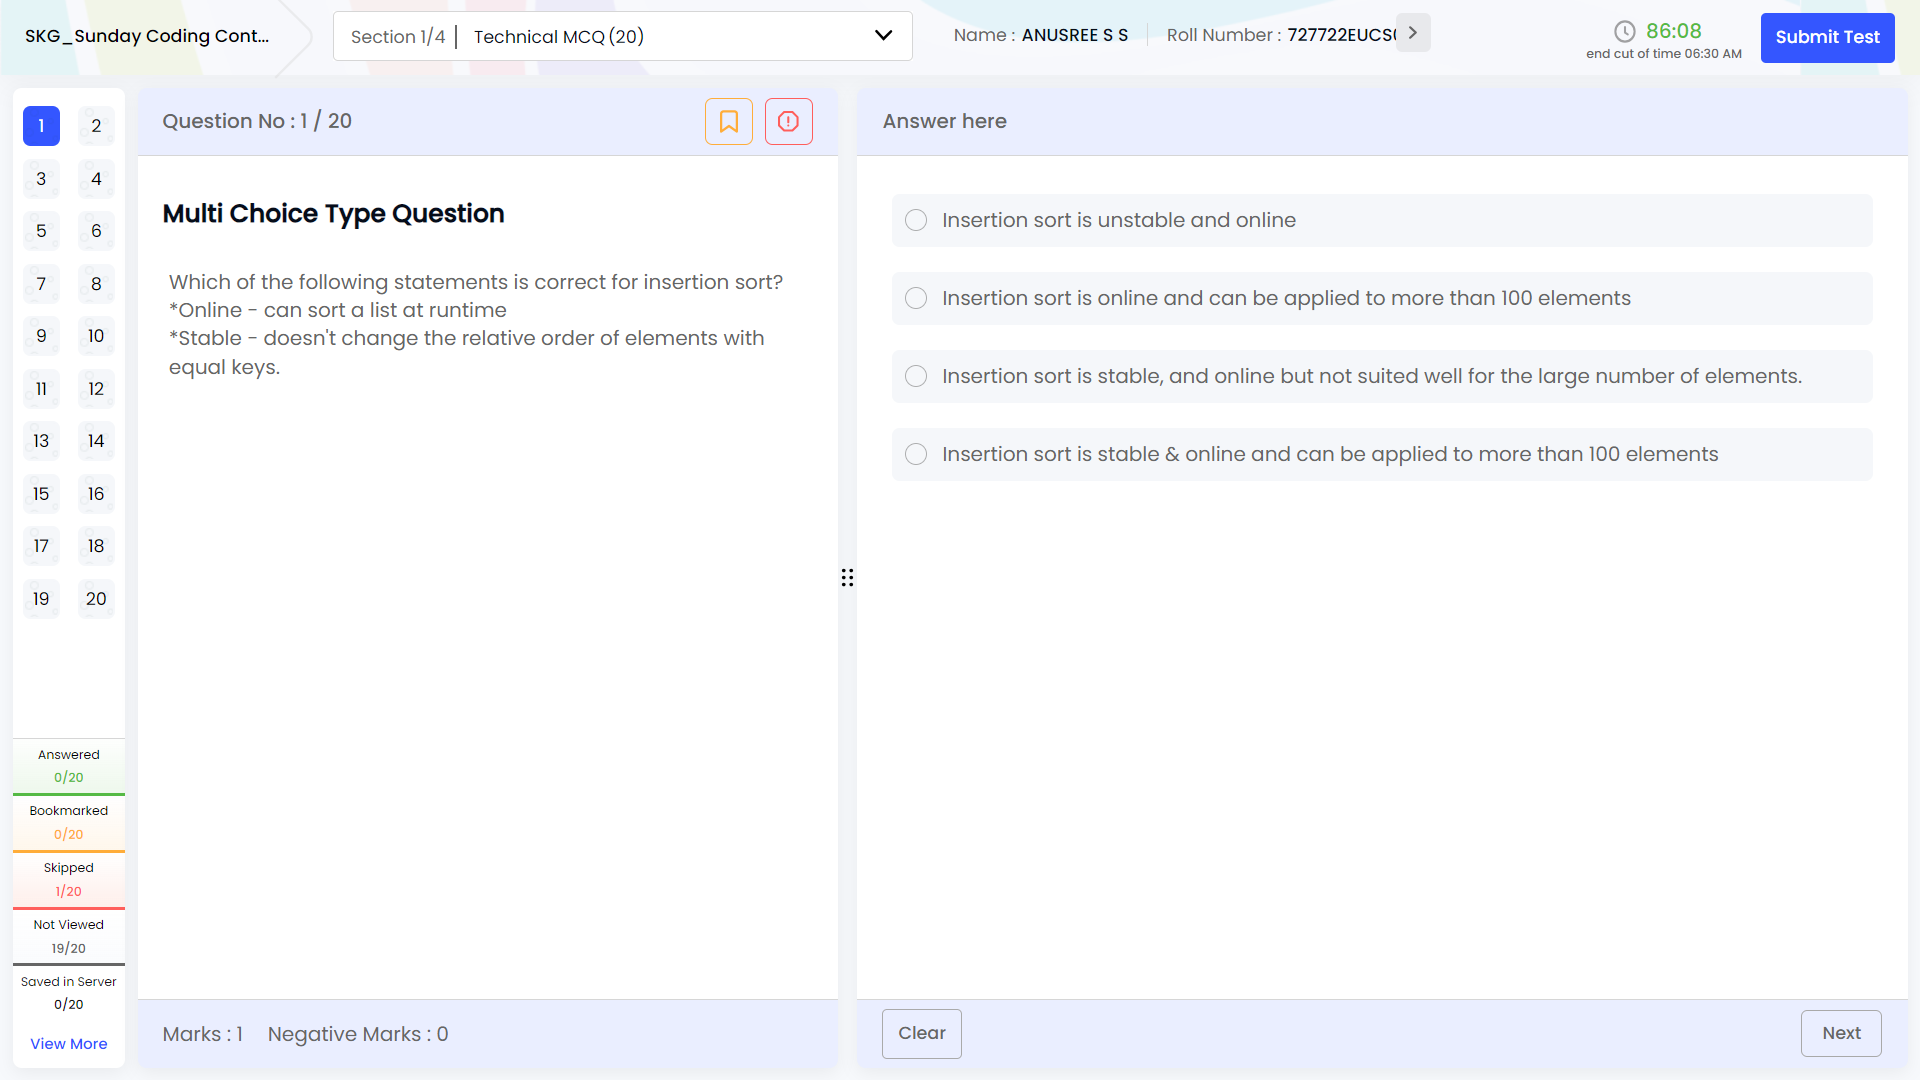 SKG_Sunday Coding Cont...
Section 1/4 | Technical MCQ (20)
Name : ANUSREE S S
Roll Number : 727722EUCS
86:08
end cut of time 06:30 AM
Submit Test
1 2
3 4
5 6
7 8
9 10
11 12
13 14
15 16
17 18
19 20
Answered
0/20
Bookmarked
0/20
Skipped
1/20
Not Viewed
19/20
Saved in Server
0/20
View More
Question No : 1 / 20
Multi Choice Type Question
Which of the following statements is correct for insertion sort?
*Online - can sort a list at runtime
*Stable - doesn't change the relative order of elements with
equal keys.
Marks : 1 Negative Marks : 0
Answer here
Insertion sort is unstable and online
Insertion sort is online and can be applied to more than 100 elements
Insertion sort is stable, and online but not suited well for the large number of elements.
Insertion sort is stable & online and can be applied to more than 100 elements
Clear
Next